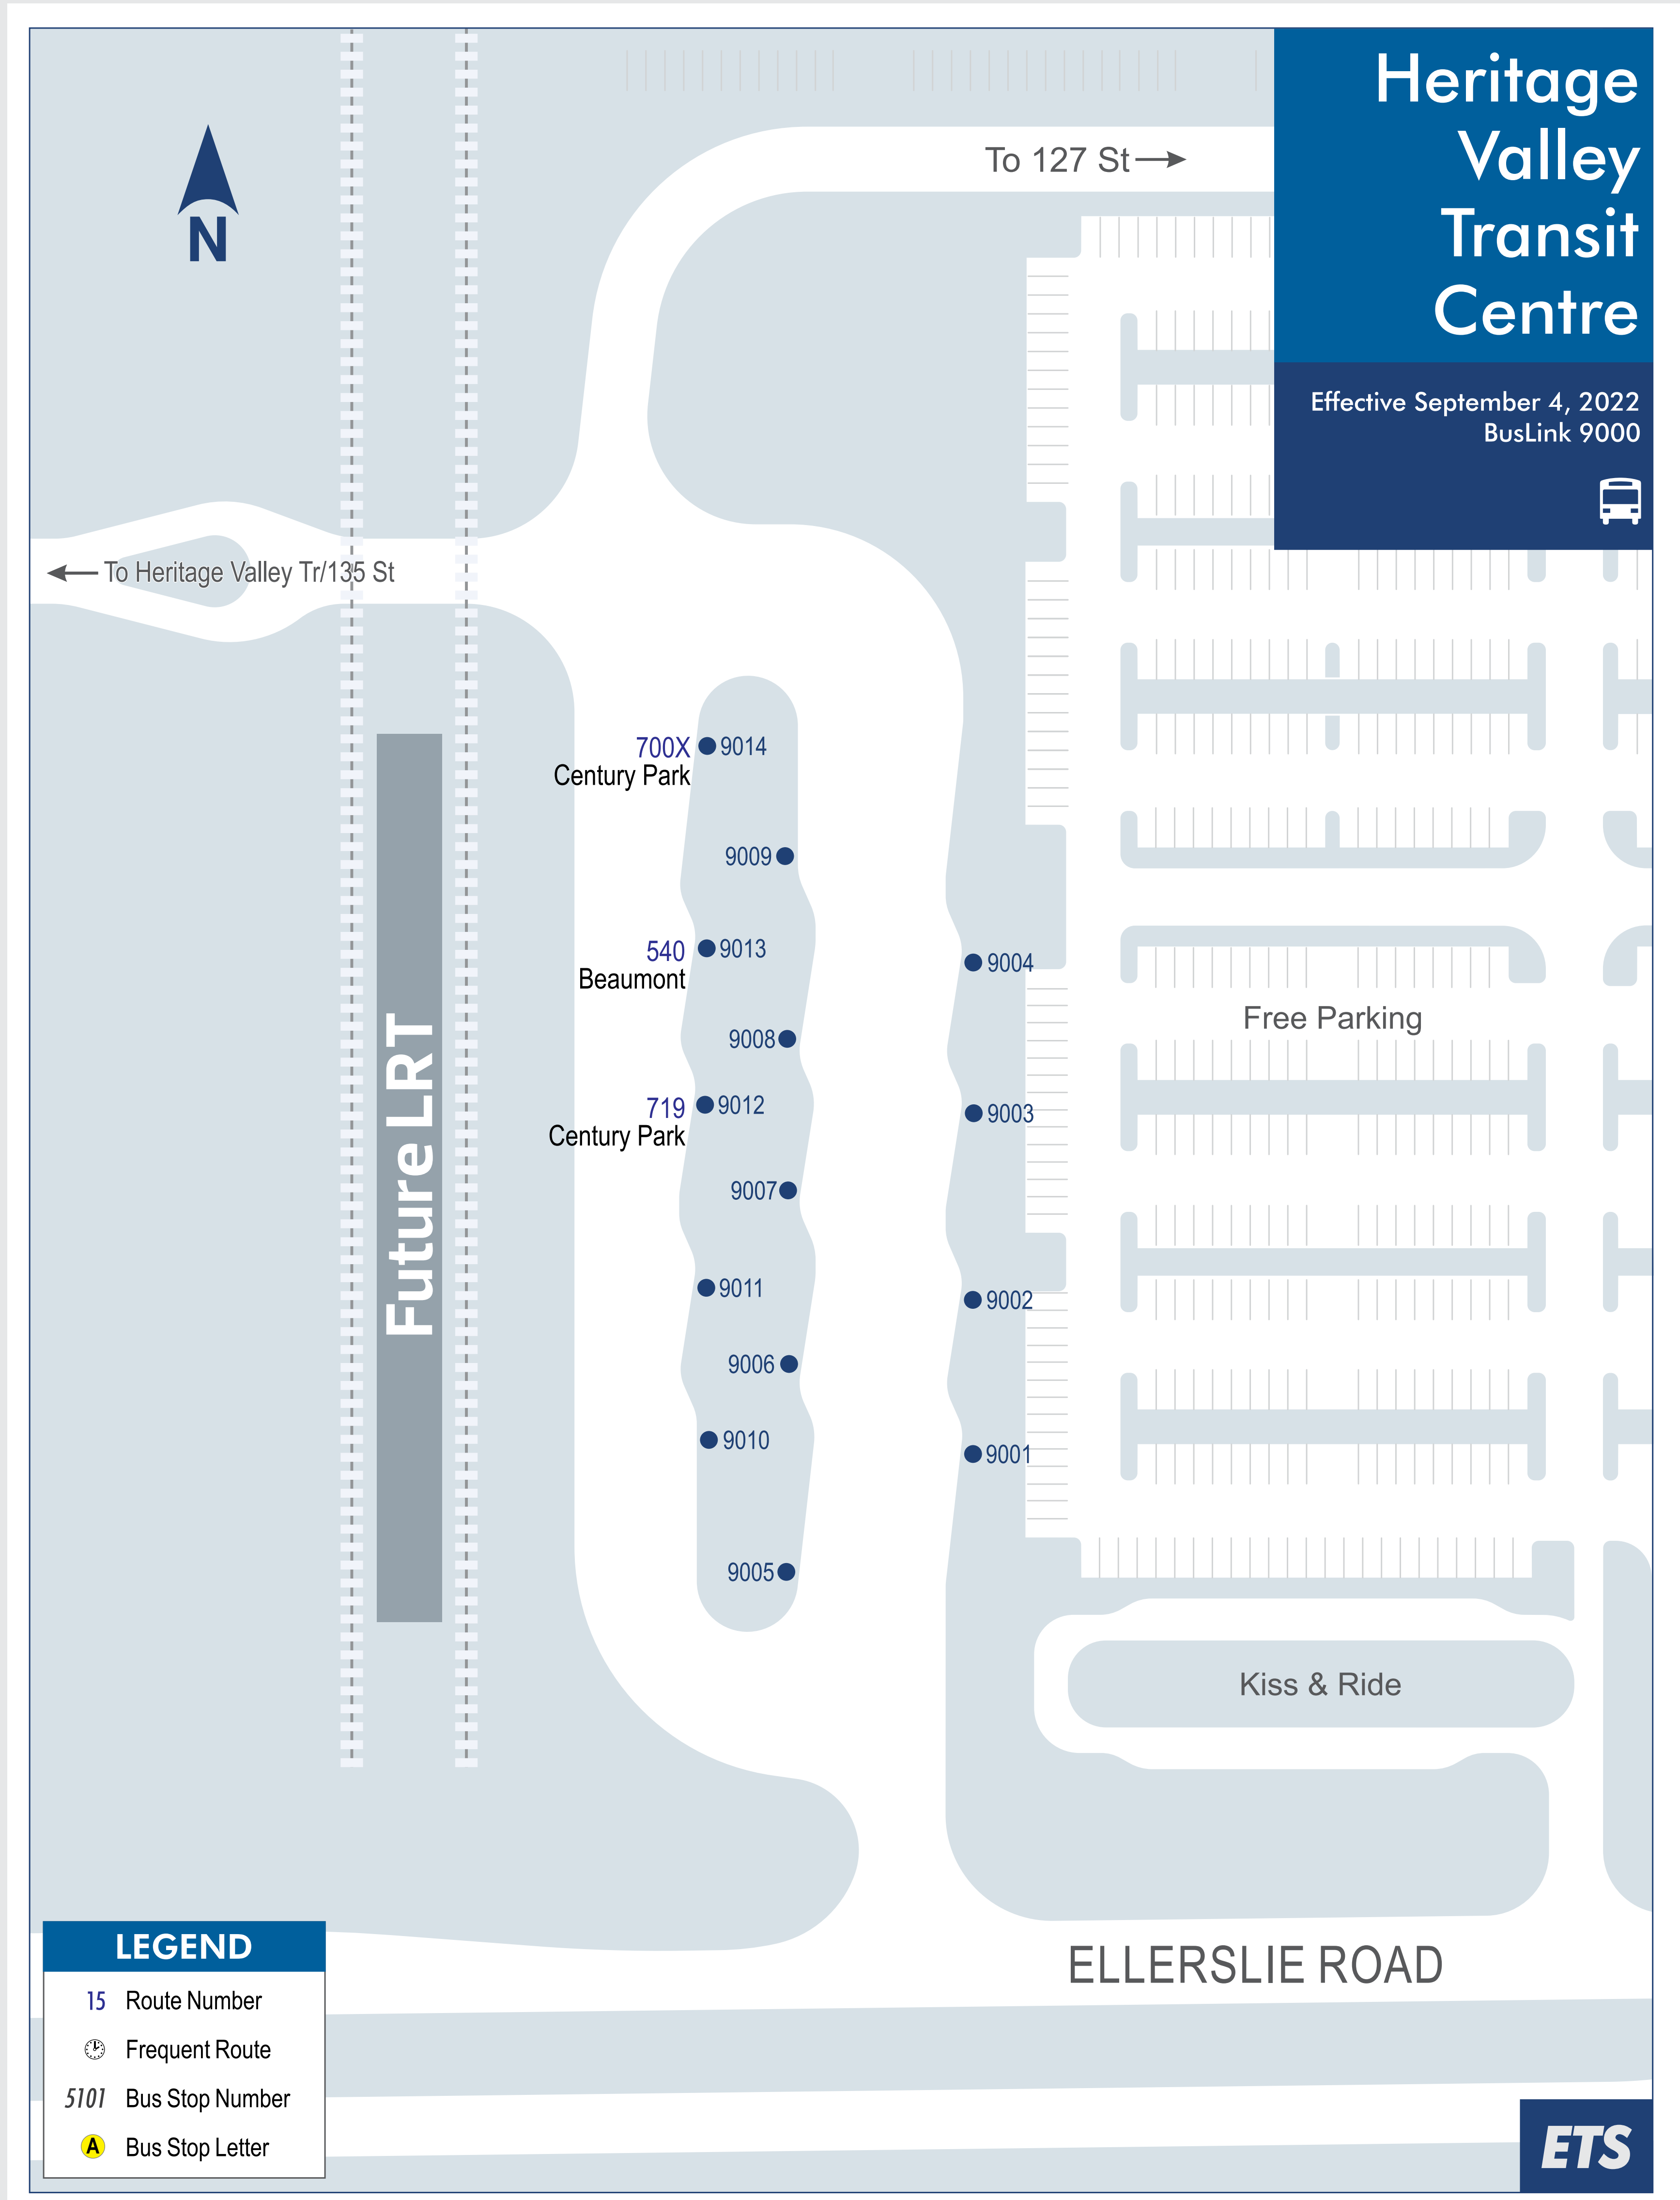 Heritage
Valley
Transit
Centre
Effective September 4, 2022
BusLink 9000
N
To 127 St
To Heritage Valley Tr/135 St
700X
Century Park
9014
9009
540
Beaumont
9013
9004
9008
Free Parking
719
Century Park
9012
9003
9007
Future LRT
9011
9002
9006
9010
9001
9005
Kiss & Ride
ELLERSLIE ROAD
LEGEND
15 Route Number
Frequent Route
5101 Bus Stop Number
A Bus Stop Letter
ETS